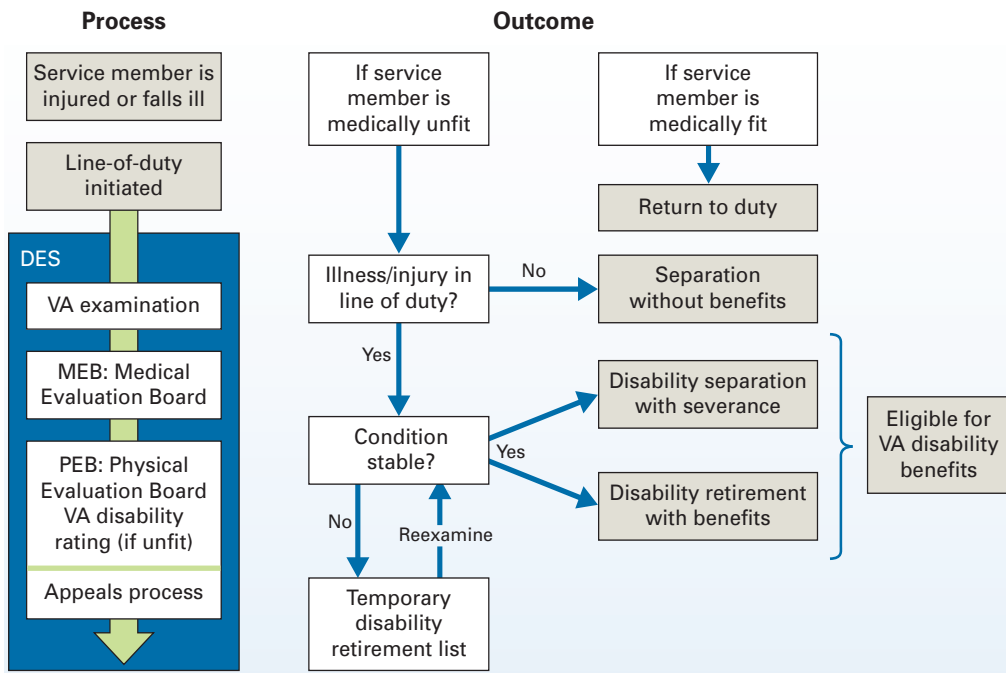 Process
Service member is
injured or falls ill
Line-of-duty
initiated
DES
VA examination
MEB: Medical
Evaluation Board
PEB: Physical
Evaluation Board
VA disability
rating (if unfit)
Appeals process
Outcome
If service
member is
medically unfit
If service
member is
medically fit
Return to duty
Illness/injury in
line of duty?
No
Separation
without benefits
Yes
Condition
stable?
Yes
Disability separation
with severance
Disability retirement
with benefits
Eligible for
VA disability
benefits
No
Reexamine
Temporary
disability
retirement list